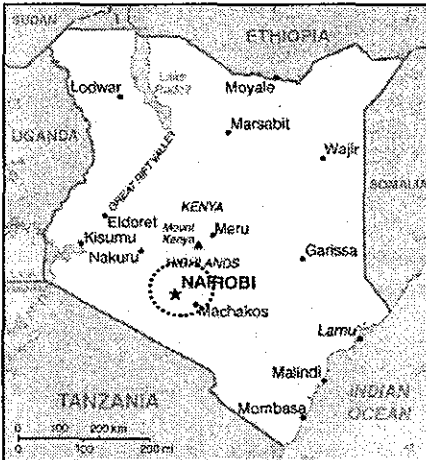 SUDAN
ETHIOPIA
Lake
Lodwar
Moyale
Marsabit
UGANDA
Wajir
GREAT RIFT VALLEY
SOMALIA
KENYA
Eldoret
Mount
Kenya
Meru
Kisumu
Nakuru
Garissa
HIGHLANDS
NAIROBI
Machakos
Lamu
Malindi
TANZANIA
INDIAN
OCEAN
Mombasa
0 100 200 km
0 100 200 mi